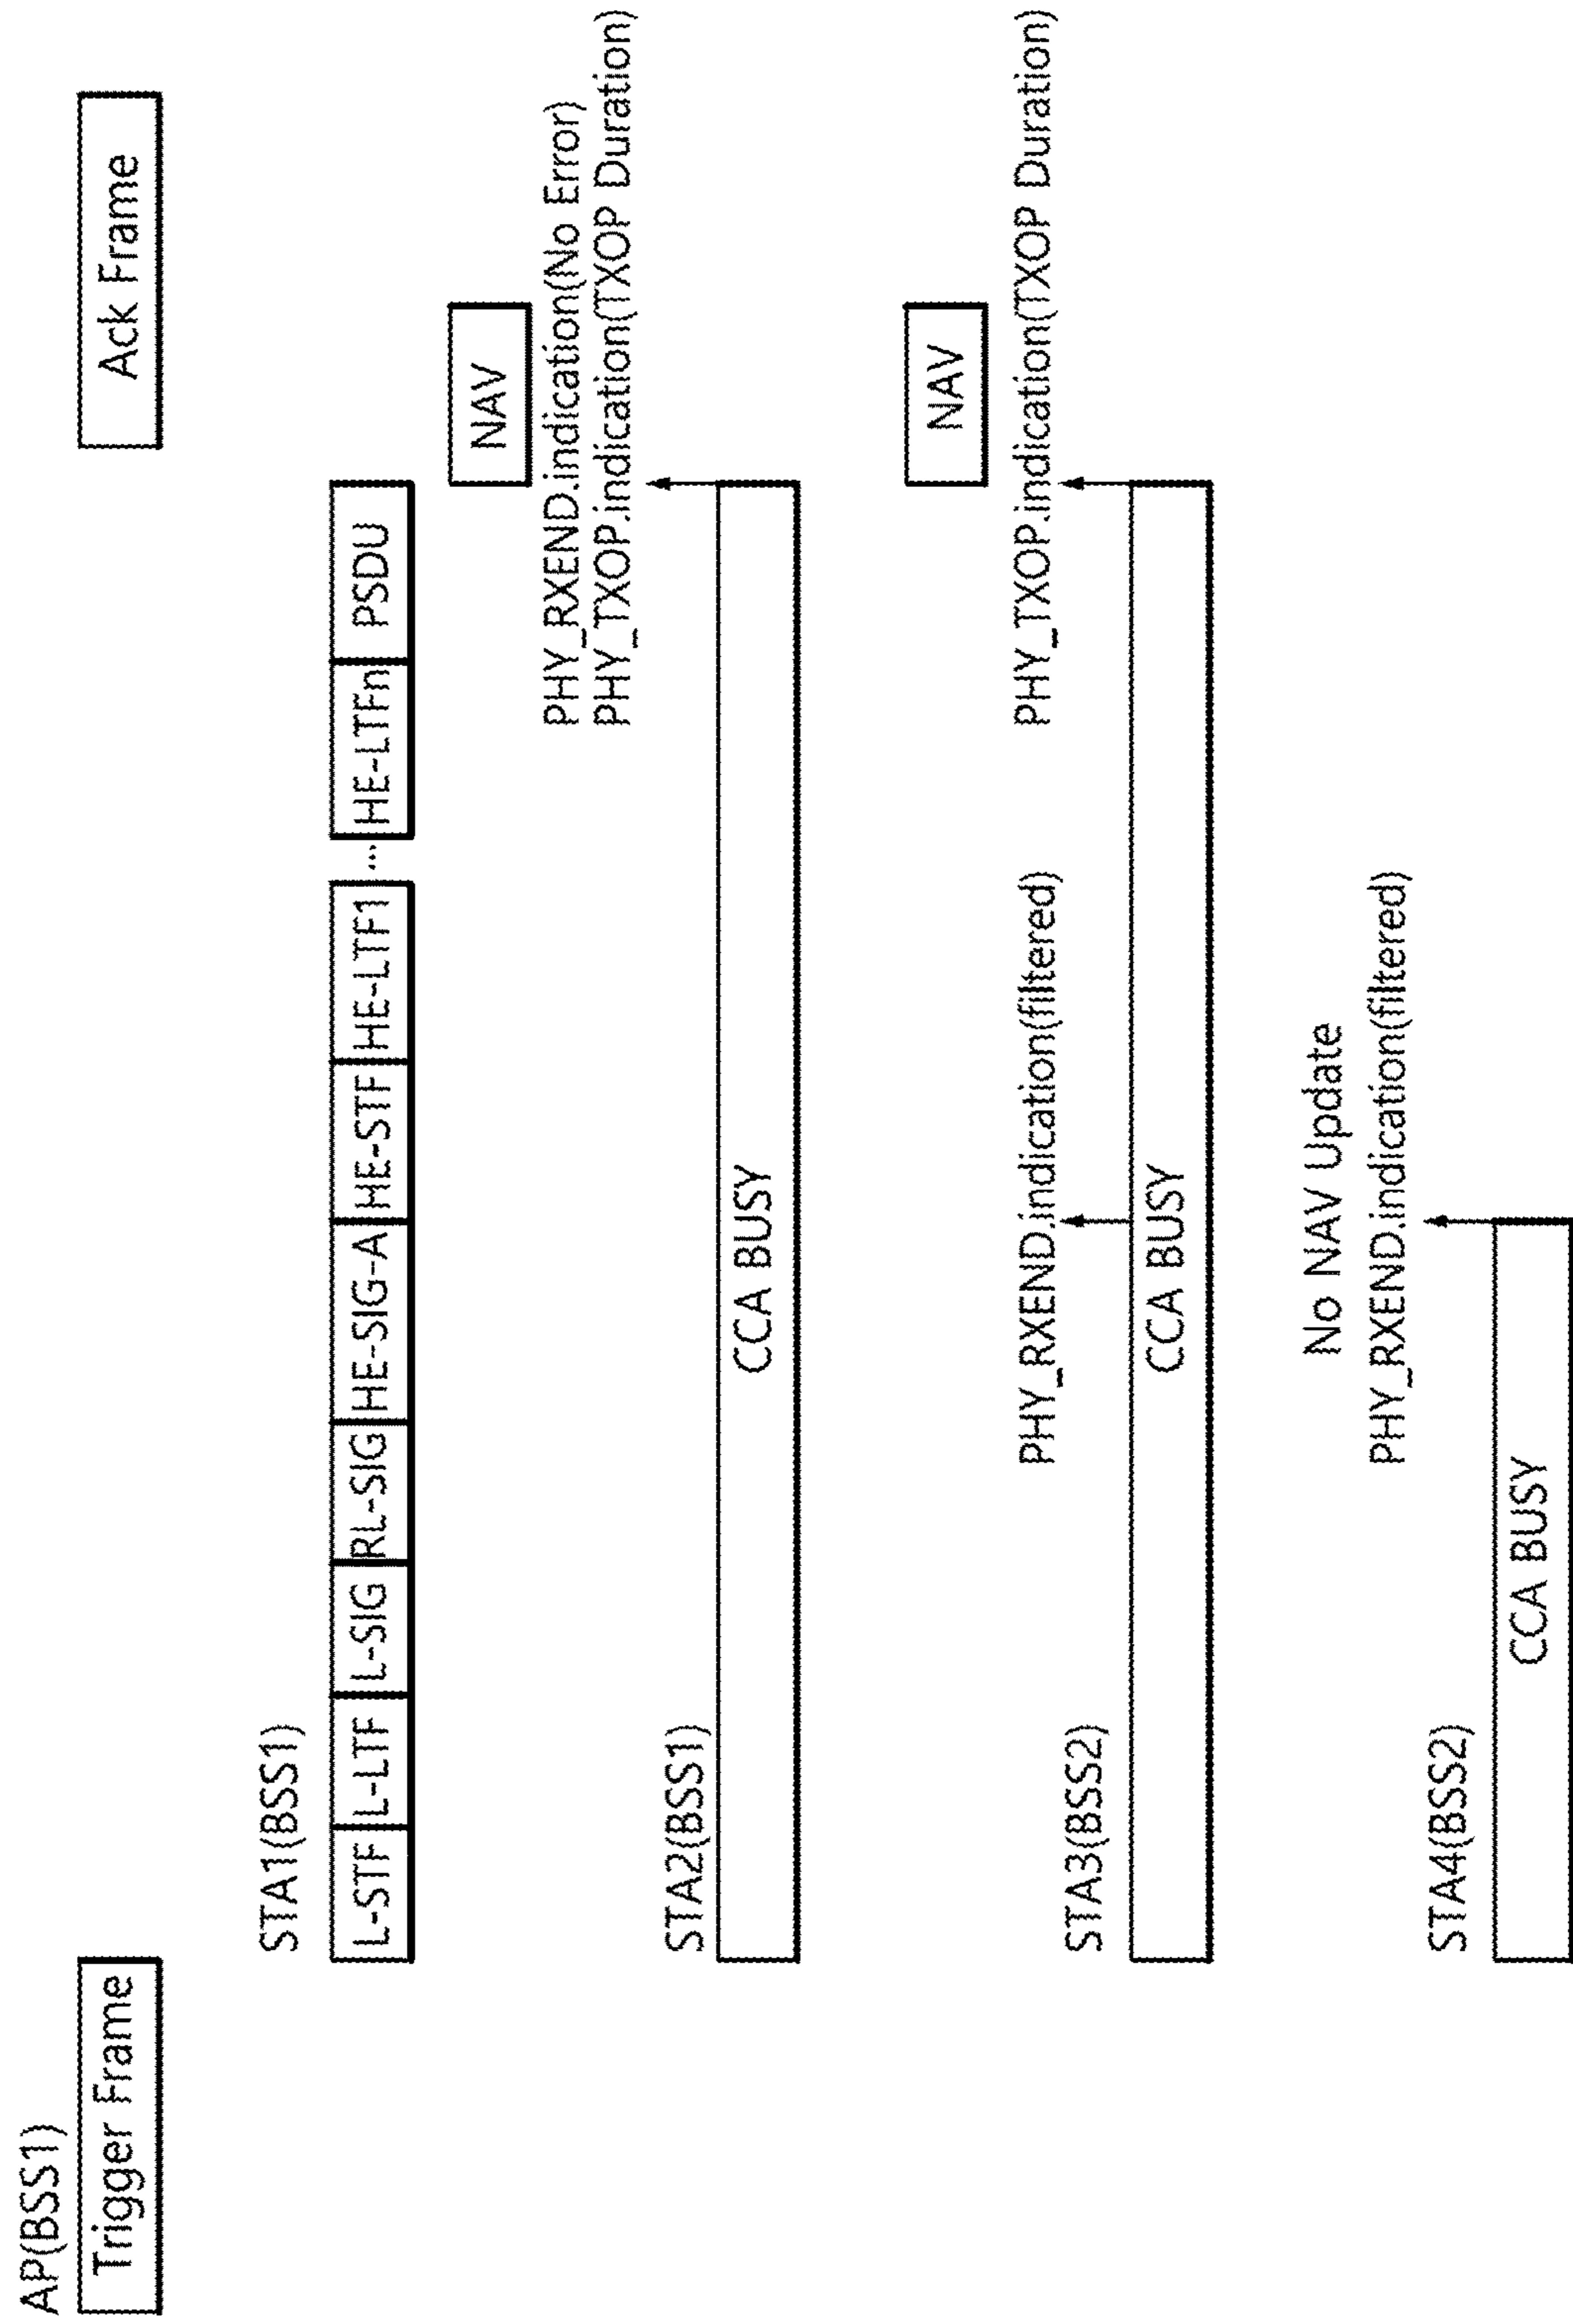 AP(BSS1)
Trigger Frame
Ack Frame
STA1(BSS1)
L-STF L-LTF L-SIG RL-SIG HE-SIG-A HE-STF HE-LTF1 ... HE-LTFn PSDU
NAV
PHY_RXEND.indication(No Error)
PHY_TXOP.indication(TXOP Duration)
STA2(BSS1)
CCA BUSY
NAV
PHY_RXEND.indication(filtered)
PHY_TXOP.indication(TXOP Duration)
STA3(BSS2)
CCA BUSY
No NAV Update
PHY_RXEND.indication(filtered)
STA4(BSS2)
CCA BUSY